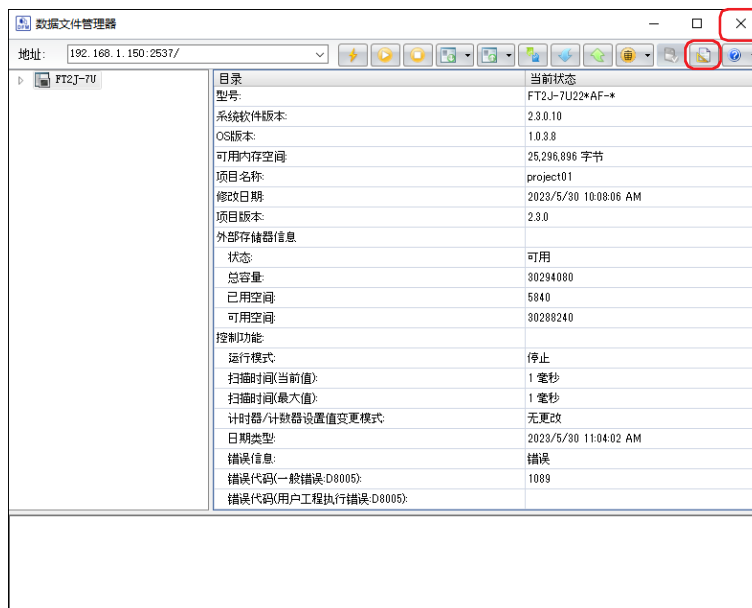 数据文件管理器
地址: 192.168.1.150:2537/
FT2J-7U
目录 当前状态
型号: FT2J-7U22*AF-*
系统软件版本: 2.3.0.10
OS版本: 1.0.3.8
可用内存空间: 25,296,896 字节
项目名称: project01
修改日期: 2023/5/30 10:08:06 AM
项目版本: 2.3.0
外部存储器信息
状态: 可用
总容量: 30294080
已用空间: 5840
可用空间: 30288240
控制功能:
运行模式: 停止
扫描时间(当前值): 1 毫秒
扫描时间(最大值): 1 毫秒
计时器/计数器设置值变更模式: 无更改
日期类型: 2023/5/30 11:04:02 AM
错误信息: 错误
错误代码(一般错误:D8005): 1089
错误代码(用户工程执行错误:D8005):